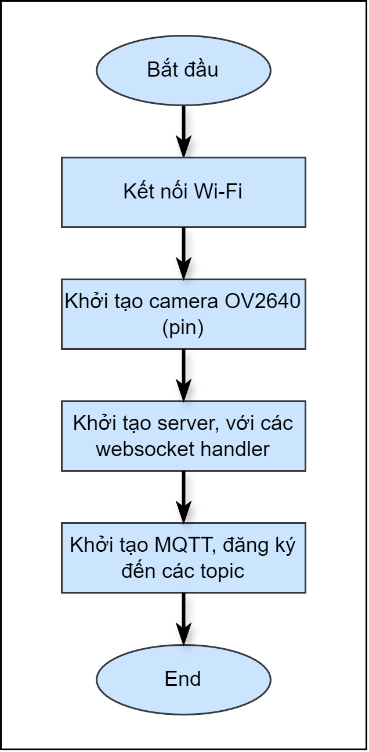 Bắt đầu
Kết nối Wi-Fi
Khởi tạo camera OV2640
(pin)
Khởi tạo server, với các
websocket handler
Khởi tạo MQTT, đăng ký
đến các topic
End